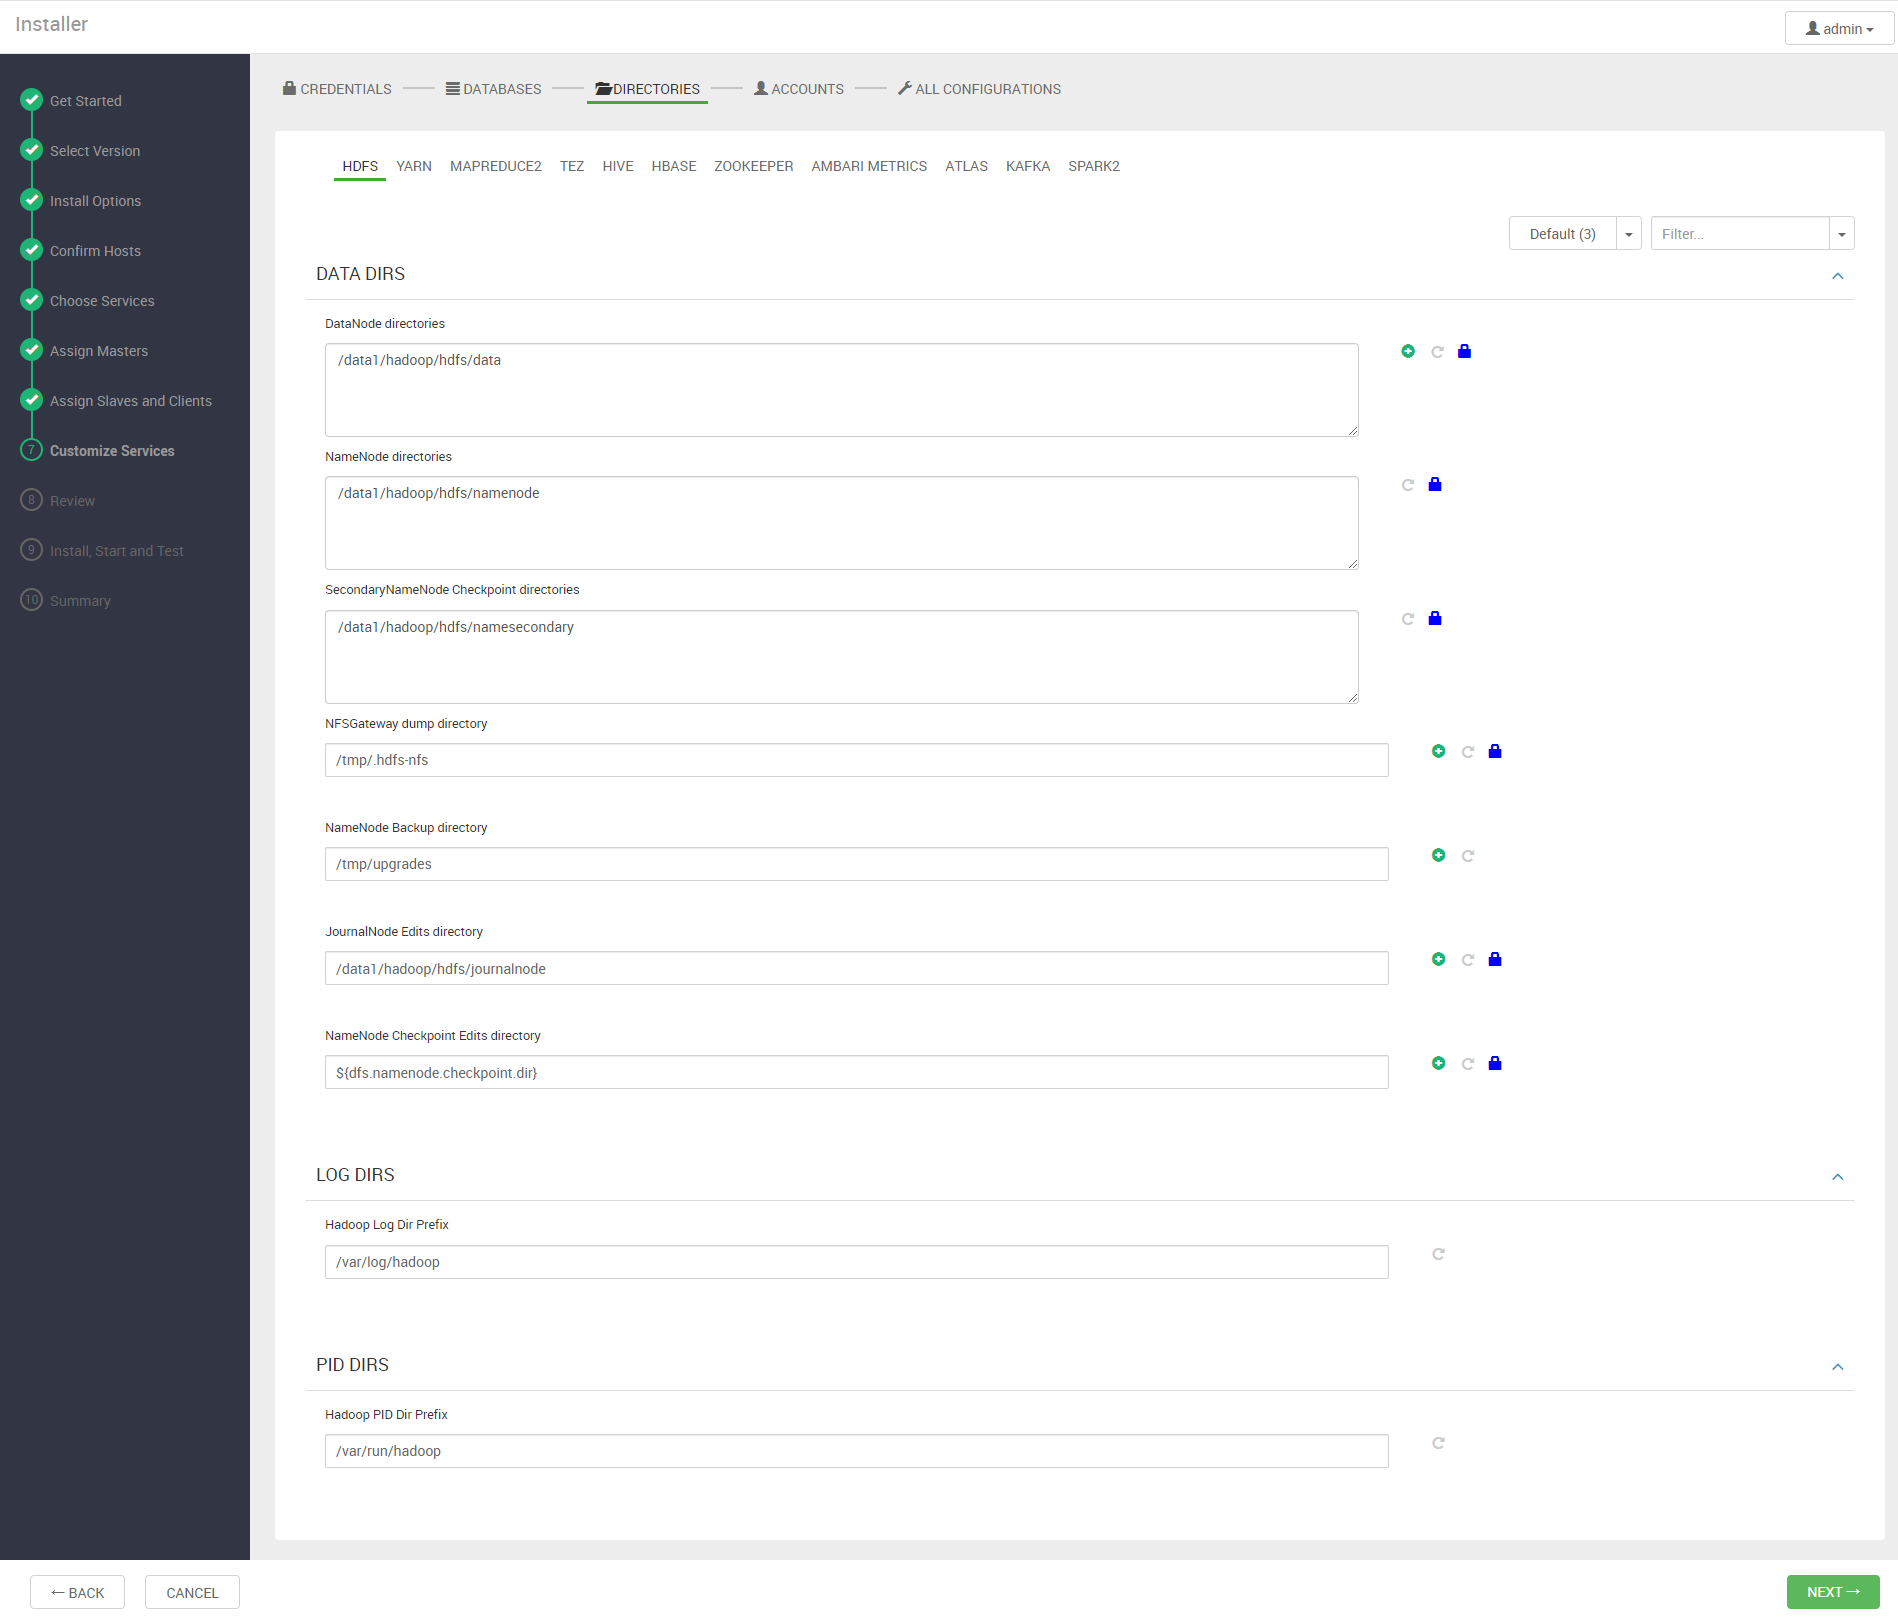 Installer
admin
Get Started
Select Version
Install Options
Confirm Hosts
Choose Services
Assign Masters
Assign Slaves and Clients
7 Customize Services
8 Review
9 Install, Start and Test
10 Summary
CREDENTIALS DATABASES DIRECTORIES ACCOUNTS ALL CONFIGURATIONS
HDFS YARN MAPREDUCE2 TEZ HIVE HBASE ZOOKEEPER AMBARI METRICS ATLAS KAFKA SPARK2
Default (3) Filter...
DATA DIRS
DataNode directories
/data1/hadoop/hdfs/data
NameNode directories
/data1/hadoop/hdfs/namenode
SecondaryNameNode Checkpoint directories
/data1/hadoop/hdfs/namesecondary
NFSGateway dump directory
/tmp/.hdfs-nfs
NameNode Backup directory
/tmp/upgrades
JournalNode Edits directory
/data1/hadoop/hdfs/journalnode
NameNode Checkpoint Edits directory
${dfs.namenode.checkpoint.dir}
LOG DIRS
Hadoop Log Dir Prefix
/var/log/hadoop
PID DIRS
Hadoop PID Dir Prefix
/var/run/hadoop
← BACK CANCEL NEXT →